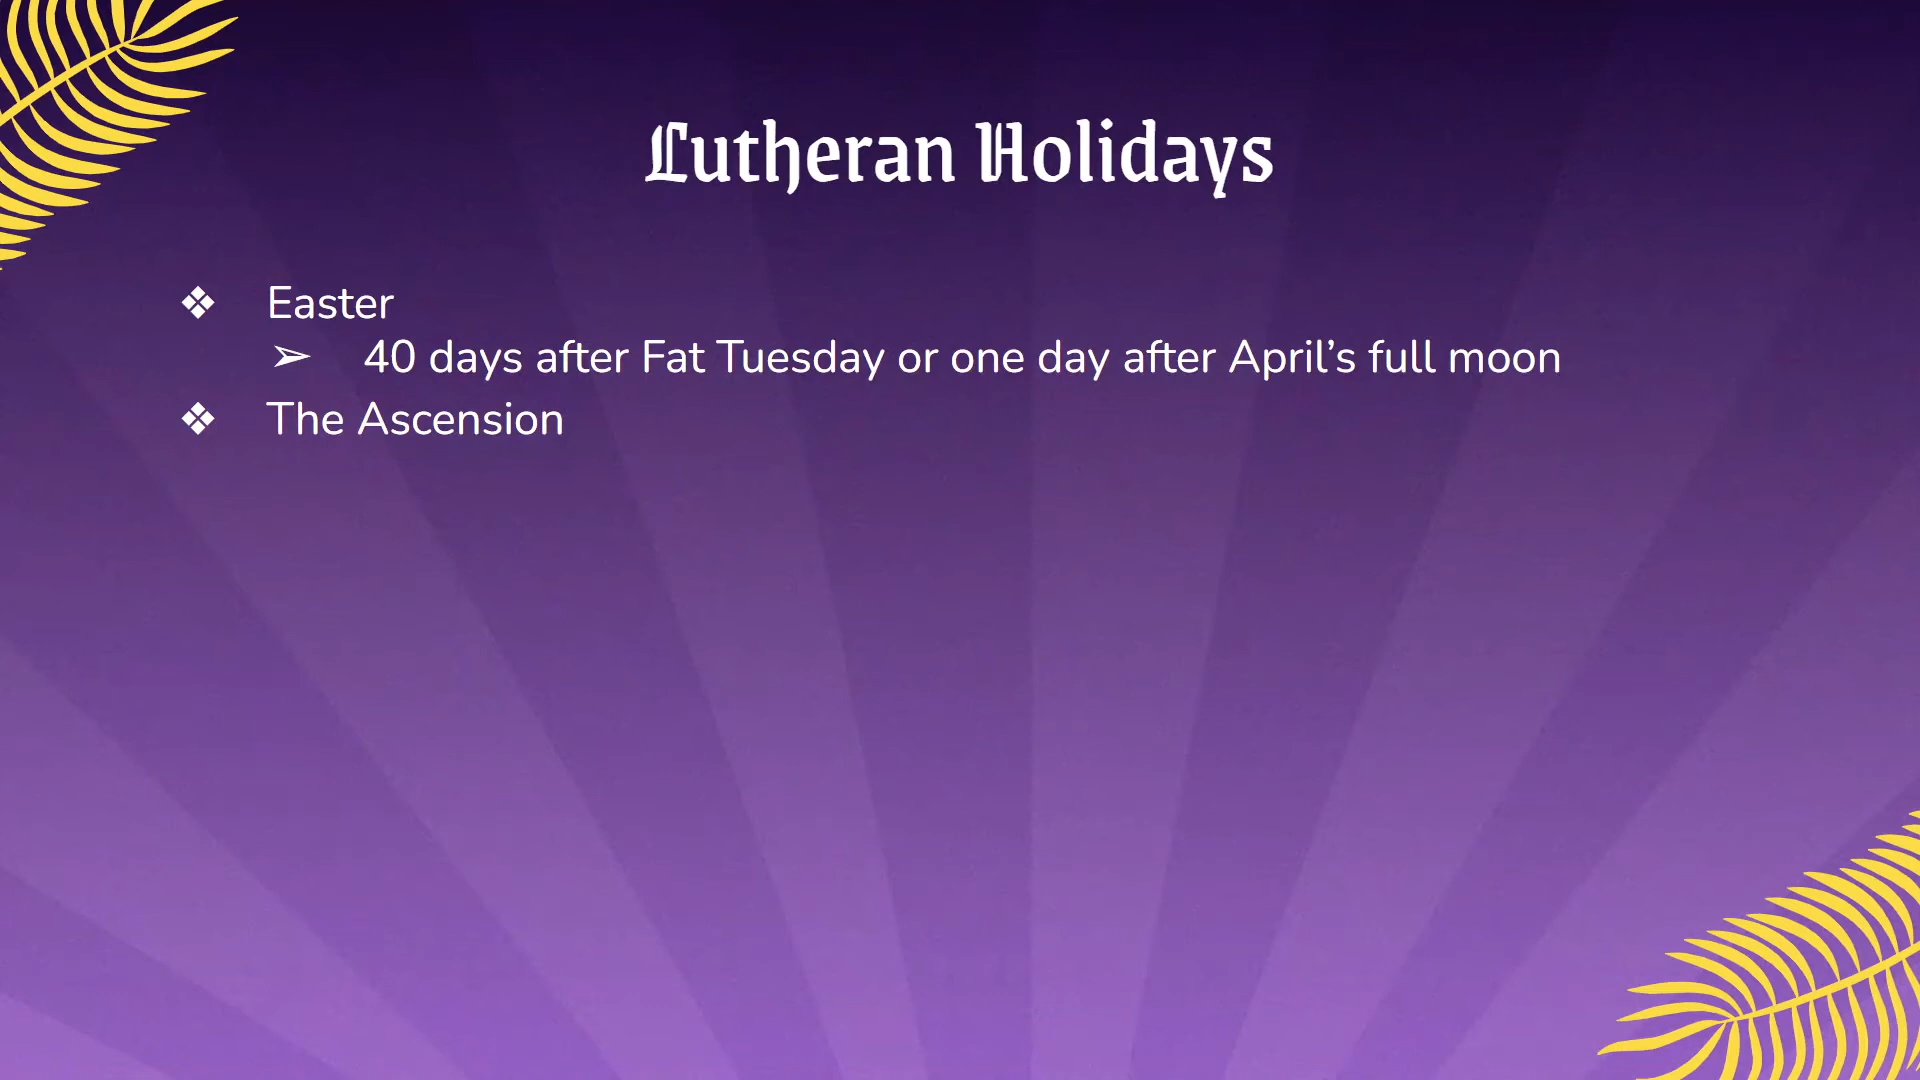 Lutheran Holidays
❖ Easter
➢ 40 days after Fat Tuesday or one day after April’s full moon
❖ The Ascension